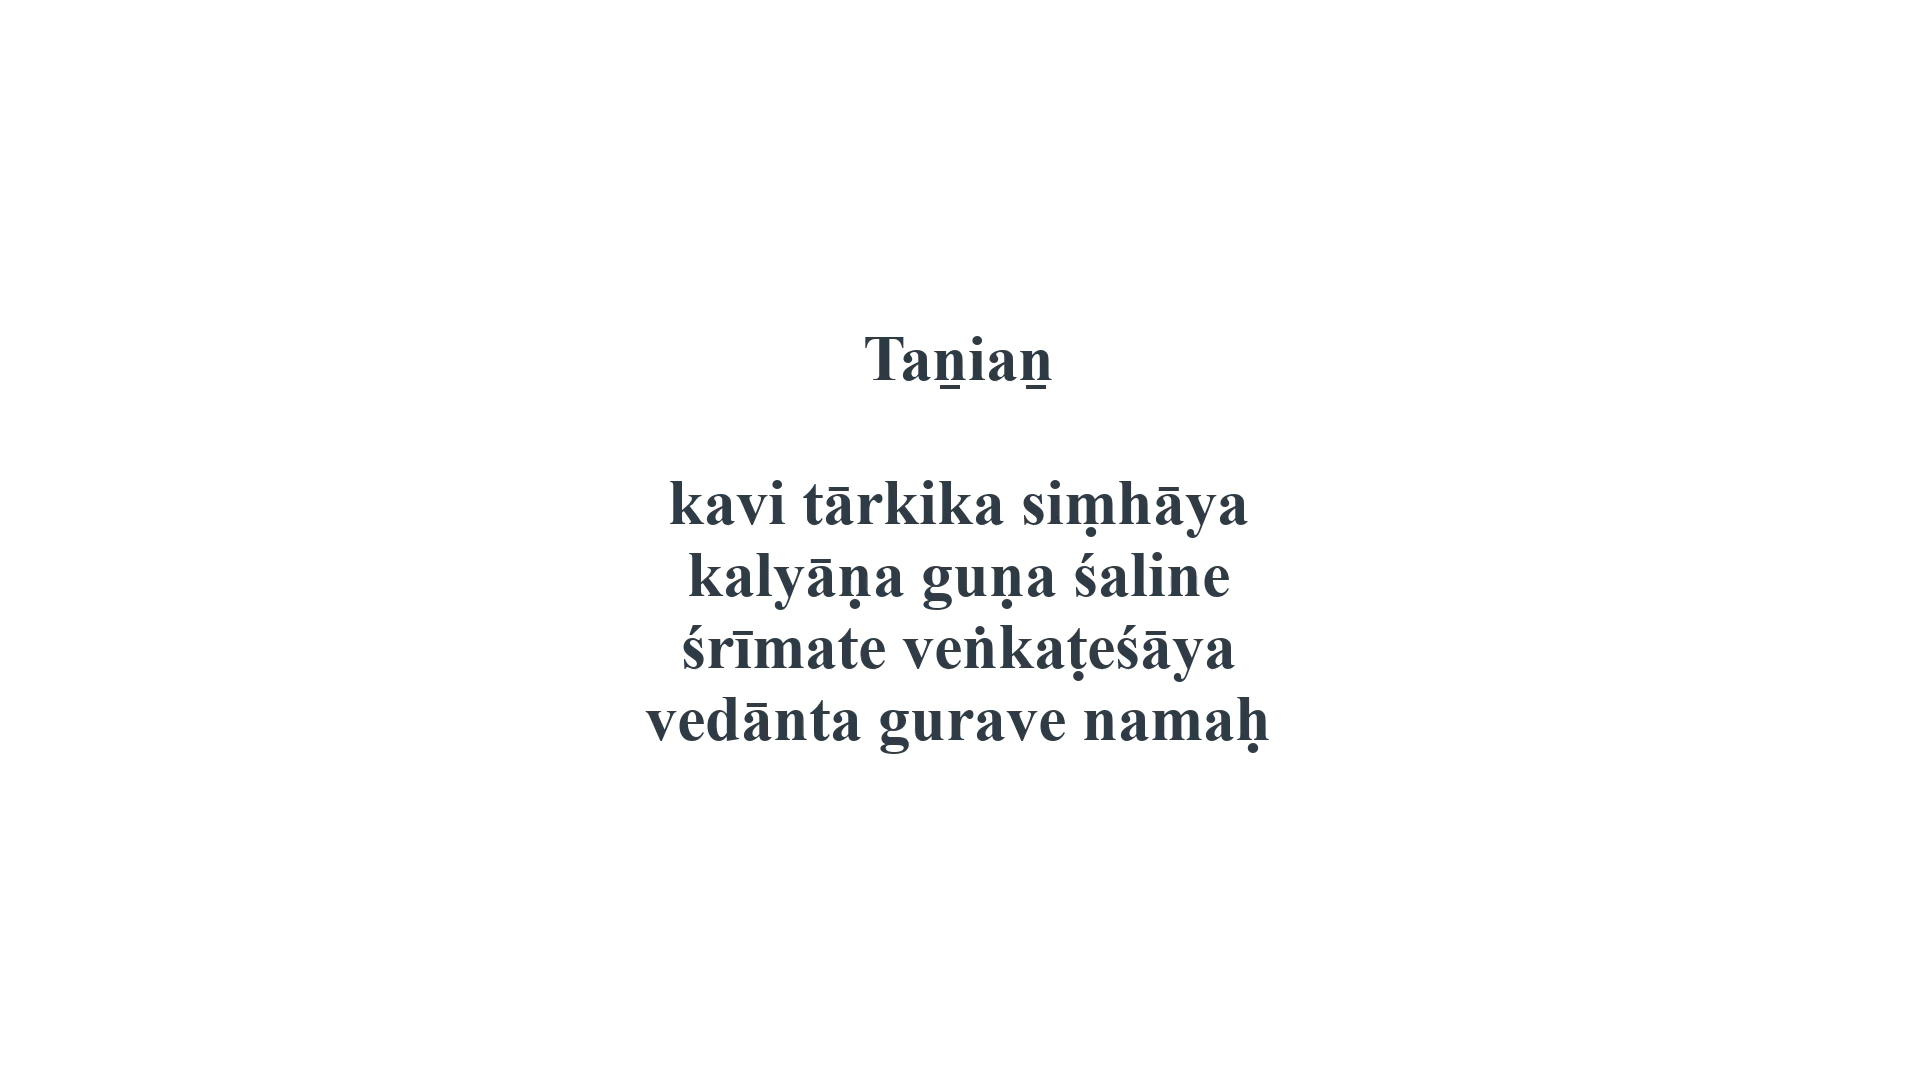 Taṉiaṉ
kavi tārkika siṃhāya
kalyāṇa guṇa śaline
śrīmate veṅkaṭeśāya
vedānta gurave namaḥ